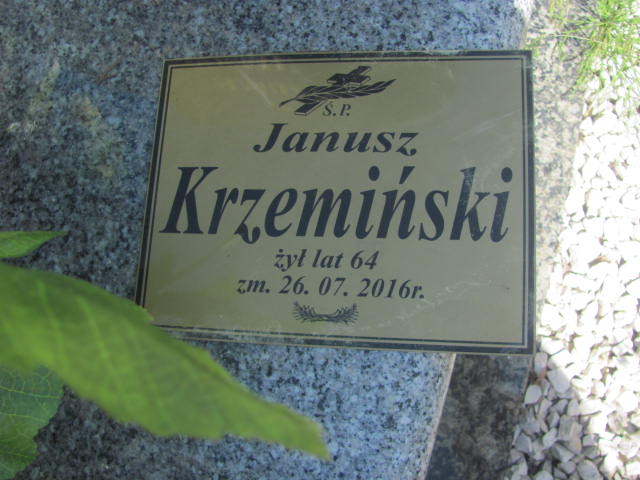 Ś.P.
Janusz
Krzemiński
żył lat 64
zm. 26. 07. 2016r.